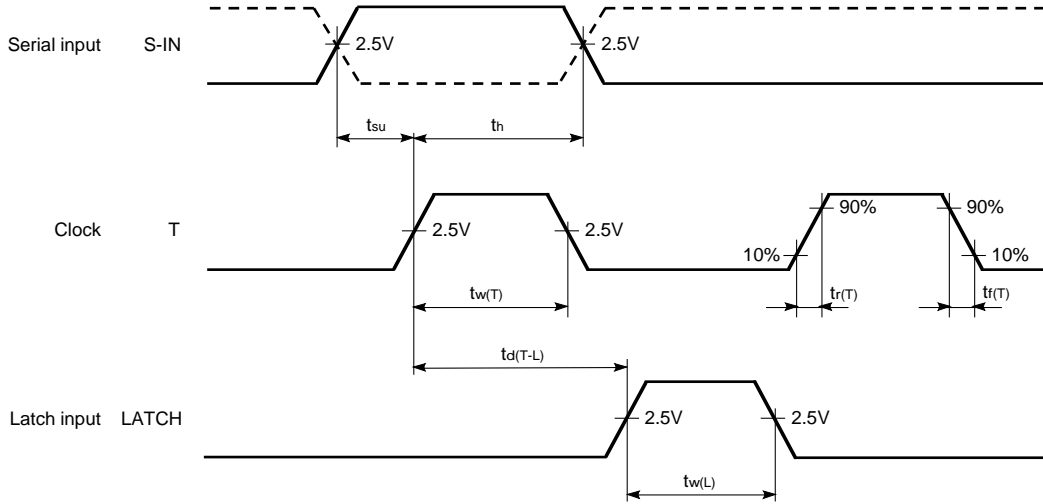 Serial input S-IN 2.5V 2.5V
tsu th
Clock T 2.5V 2.5V 90% 90%
10% 10%
tw(T) tr(T) tf(T)
td(T-L)
Latch input LATCH 2.5V 2.5V
tw(L)